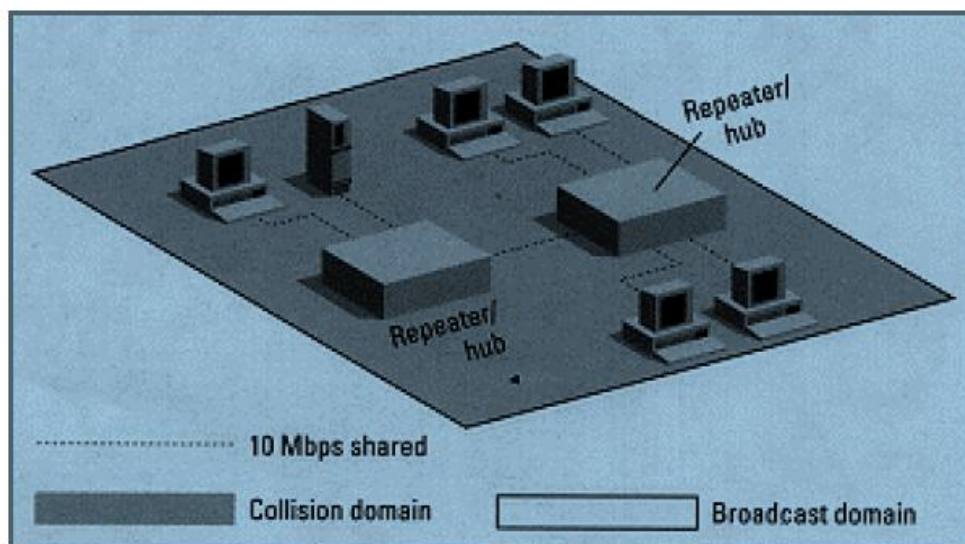 Repeater/
hub
Repeater/
hub
10 Mbps shared
Collision domain
Broadcast domain